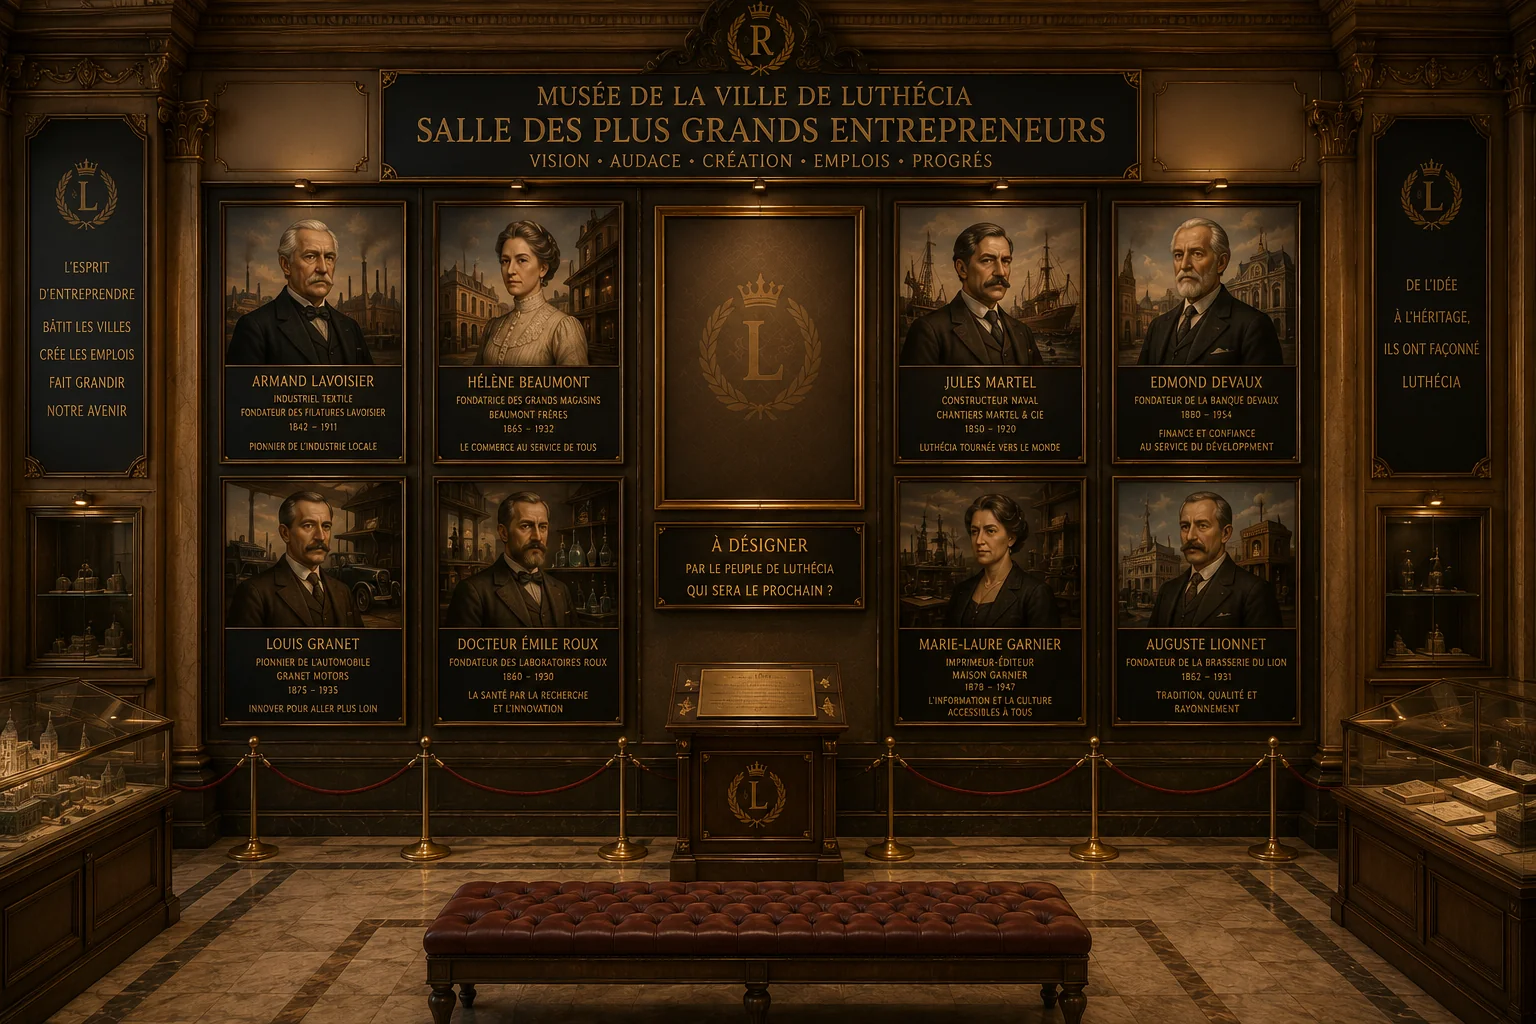 R
MUSÉE DE LA VILLE DE LUTHÉCIA
SALLE DES PLUS GRANDS ENTREPRENEURS
VISION • AUDACE • CRÉATION • EMPLOIS • PROGRÉS
L
L'ESPRIT
D'ENTREPRENDRE
BÂTIT LES VILLES
CRÉE LES EMPLOIS
FAIT GRANDIR
NOTRE AVENIR
ARMAND LAVOISIER
INDUSTRIEL TEXTILE
FONDATEUR DES FILATURES LAVOISIER
1842 – 1911
PIONNIER DE L'INDUSTRIE LOCALE
HÉLÈNE BEAUMONT
FONDATRICE DES GRANDS MAGASINS
BEAUMONT FRÈRES
1865 – 1932
LE COMMERCE AU SERVICE DE TOUS
L
JULES MARTEL
CONSTRUCTEUR NAVAL
CHANTIERS MARTEL & CIE
1850 – 1920
LUTHÉCIA TOURNÉE VERS LE MONDE
EDMOND DEVAUX
FONDATEUR DE LA BANQUE DEVAUX
1880 – 1954
FINANCE ET CONFIANCE
AU SERVICE DU DÉVELOPPEMENT
L
DE L'IDÉE
À L'HÉRITAGE,
ILS ONT FAÇONNÉ
LUTHÉCIA
LOUIS GRANET
PIONNIER DE L'AUTOMOBILE
GRANET MOTORS
1875 – 1935
INNOVER POUR ALLER PLUS LOIN
DOCTEUR ÉMILE ROUX
FONDATEUR DES LABORATOIRES ROUX
1860 – 1930
LA SANTÉ PAR LA RECHERCHE
ET L'INNOVATION
À DÉSIGNER
PAR LE PEUPLE DE LUTHÉCIA
QUI SERA LE PROCHAIN ?
MARIE-LAURE GARNIER
IMPRIMEUR-ÉDITEUR
MAISON GARNIER
1878 – 1947
L'INFORMATION ET LA CULTURE
ACCESSIBLES À TOUS
AUGUSTE LIONNET
FONDATEUR DE LA BRASSERIE DU LION
1862 – 1931
TRADITION, QUALITÉ ET
RAYONNEMENT
L